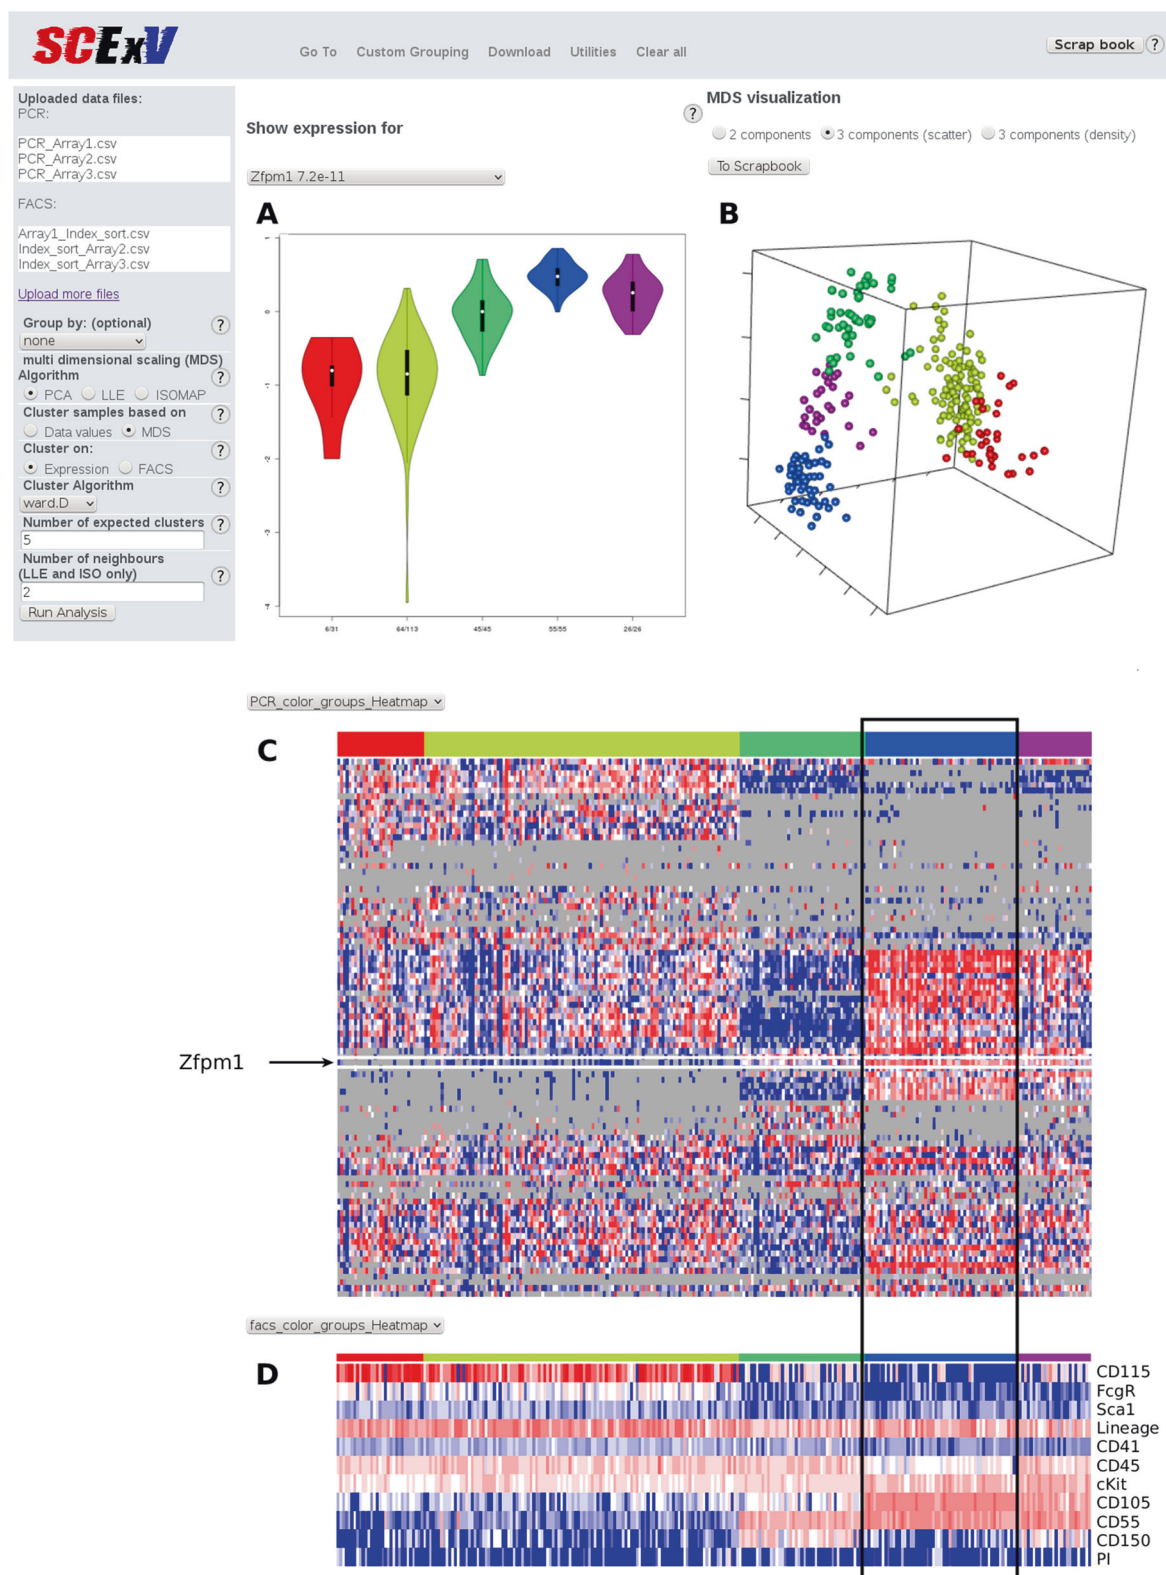 SCExV
Go To Custom Grouping Download Utilities Clear all
Scrap book ?
Uploaded data files:
PCR:
PCR_Array1.csv
PCR_Array2.csv
PCR_Array3.csv
FACS:
Array1_Index_sort.csv
Index_sort_Array2.csv
Index_sort_Array3.csv
Upload more files
Group by: (optional) ?
none
multi dimensional scaling (MDS)
Algorithm ?
PCA LLE ISOMAP
Cluster samples based on ?
Data values MDS
Cluster on: ?
Expression FACS
Cluster Algorithm ?
ward.D
Number of expected clusters ?
5
Number of neighbours
(LLE and ISO only) ?
2
Run Analysis
Show expression for
Zfpm1 7.2e-11
?
MDS visualization
2 components 3 components (scatter) 3 components (density)
To Scrapbook
A
1
0
-1
-2
-3
-4
6/31 64/113 45/45 55/55 26/26
B
PCR_color_groups_Heatmap
C
Zfpm1
facs_color_groups_Heatmap
D
CD115
FcgR
Sca1
Lineage
CD41
CD45
cKit
CD105
CD55
CD150
PI